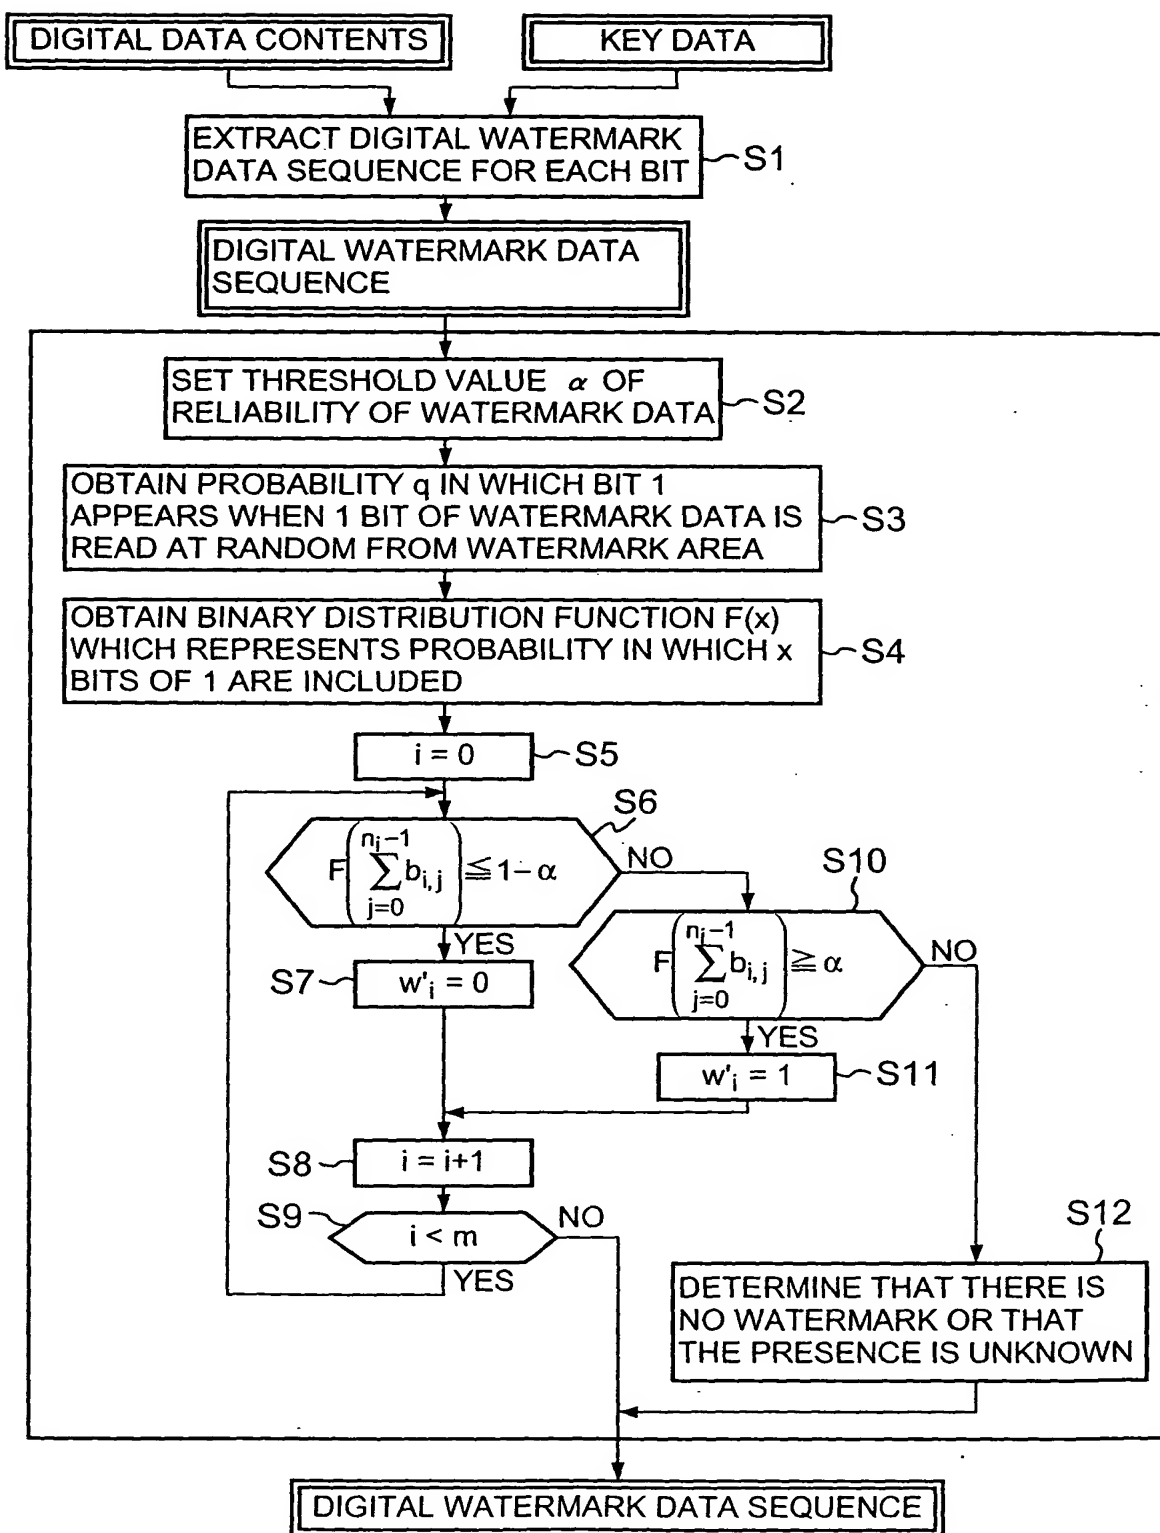 DIGITAL DATA CONTENTS
KEY DATA
EXTRACT DIGITAL WATERMARK
DATA SEQUENCE FOR EACH BIT
S1
DIGITAL WATERMARK DATA
SEQUENCE
SET THRESHOLD VALUE α OF
RELIABILITY OF WATERMARK DATA
S2
OBTAIN PROBABILITY q IN WHICH BIT 1
APPEARS WHEN 1 BIT OF WATERMARK DATA IS
READ AT RANDOM FROM WATERMARK AREA
S3
OBTAIN BINARY DISTRIBUTION FUNCTION F(x)
WHICH REPRESENTS PROBABILITY IN WHICH x
BITS OF 1 ARE INCLUDED
S4
i = 0
S5
S6
F(∑_{j=0}^{n_i-1} b_{i,j}) ≦ 1-α
NO
YES
S10
F(∑_{j=0}^{n_i-1} b_{i,j}) ≧ α
NO
YES
S7
w'_i = 0
w'_i = 1
S11
S8
i = i+1
S9
i < m
NO
YES
S12
DETERMINE THAT THERE IS
NO WATERMARK OR THAT
THE PRESENCE IS UNKNOWN
DIGITAL WATERMARK DATA SEQUENCE